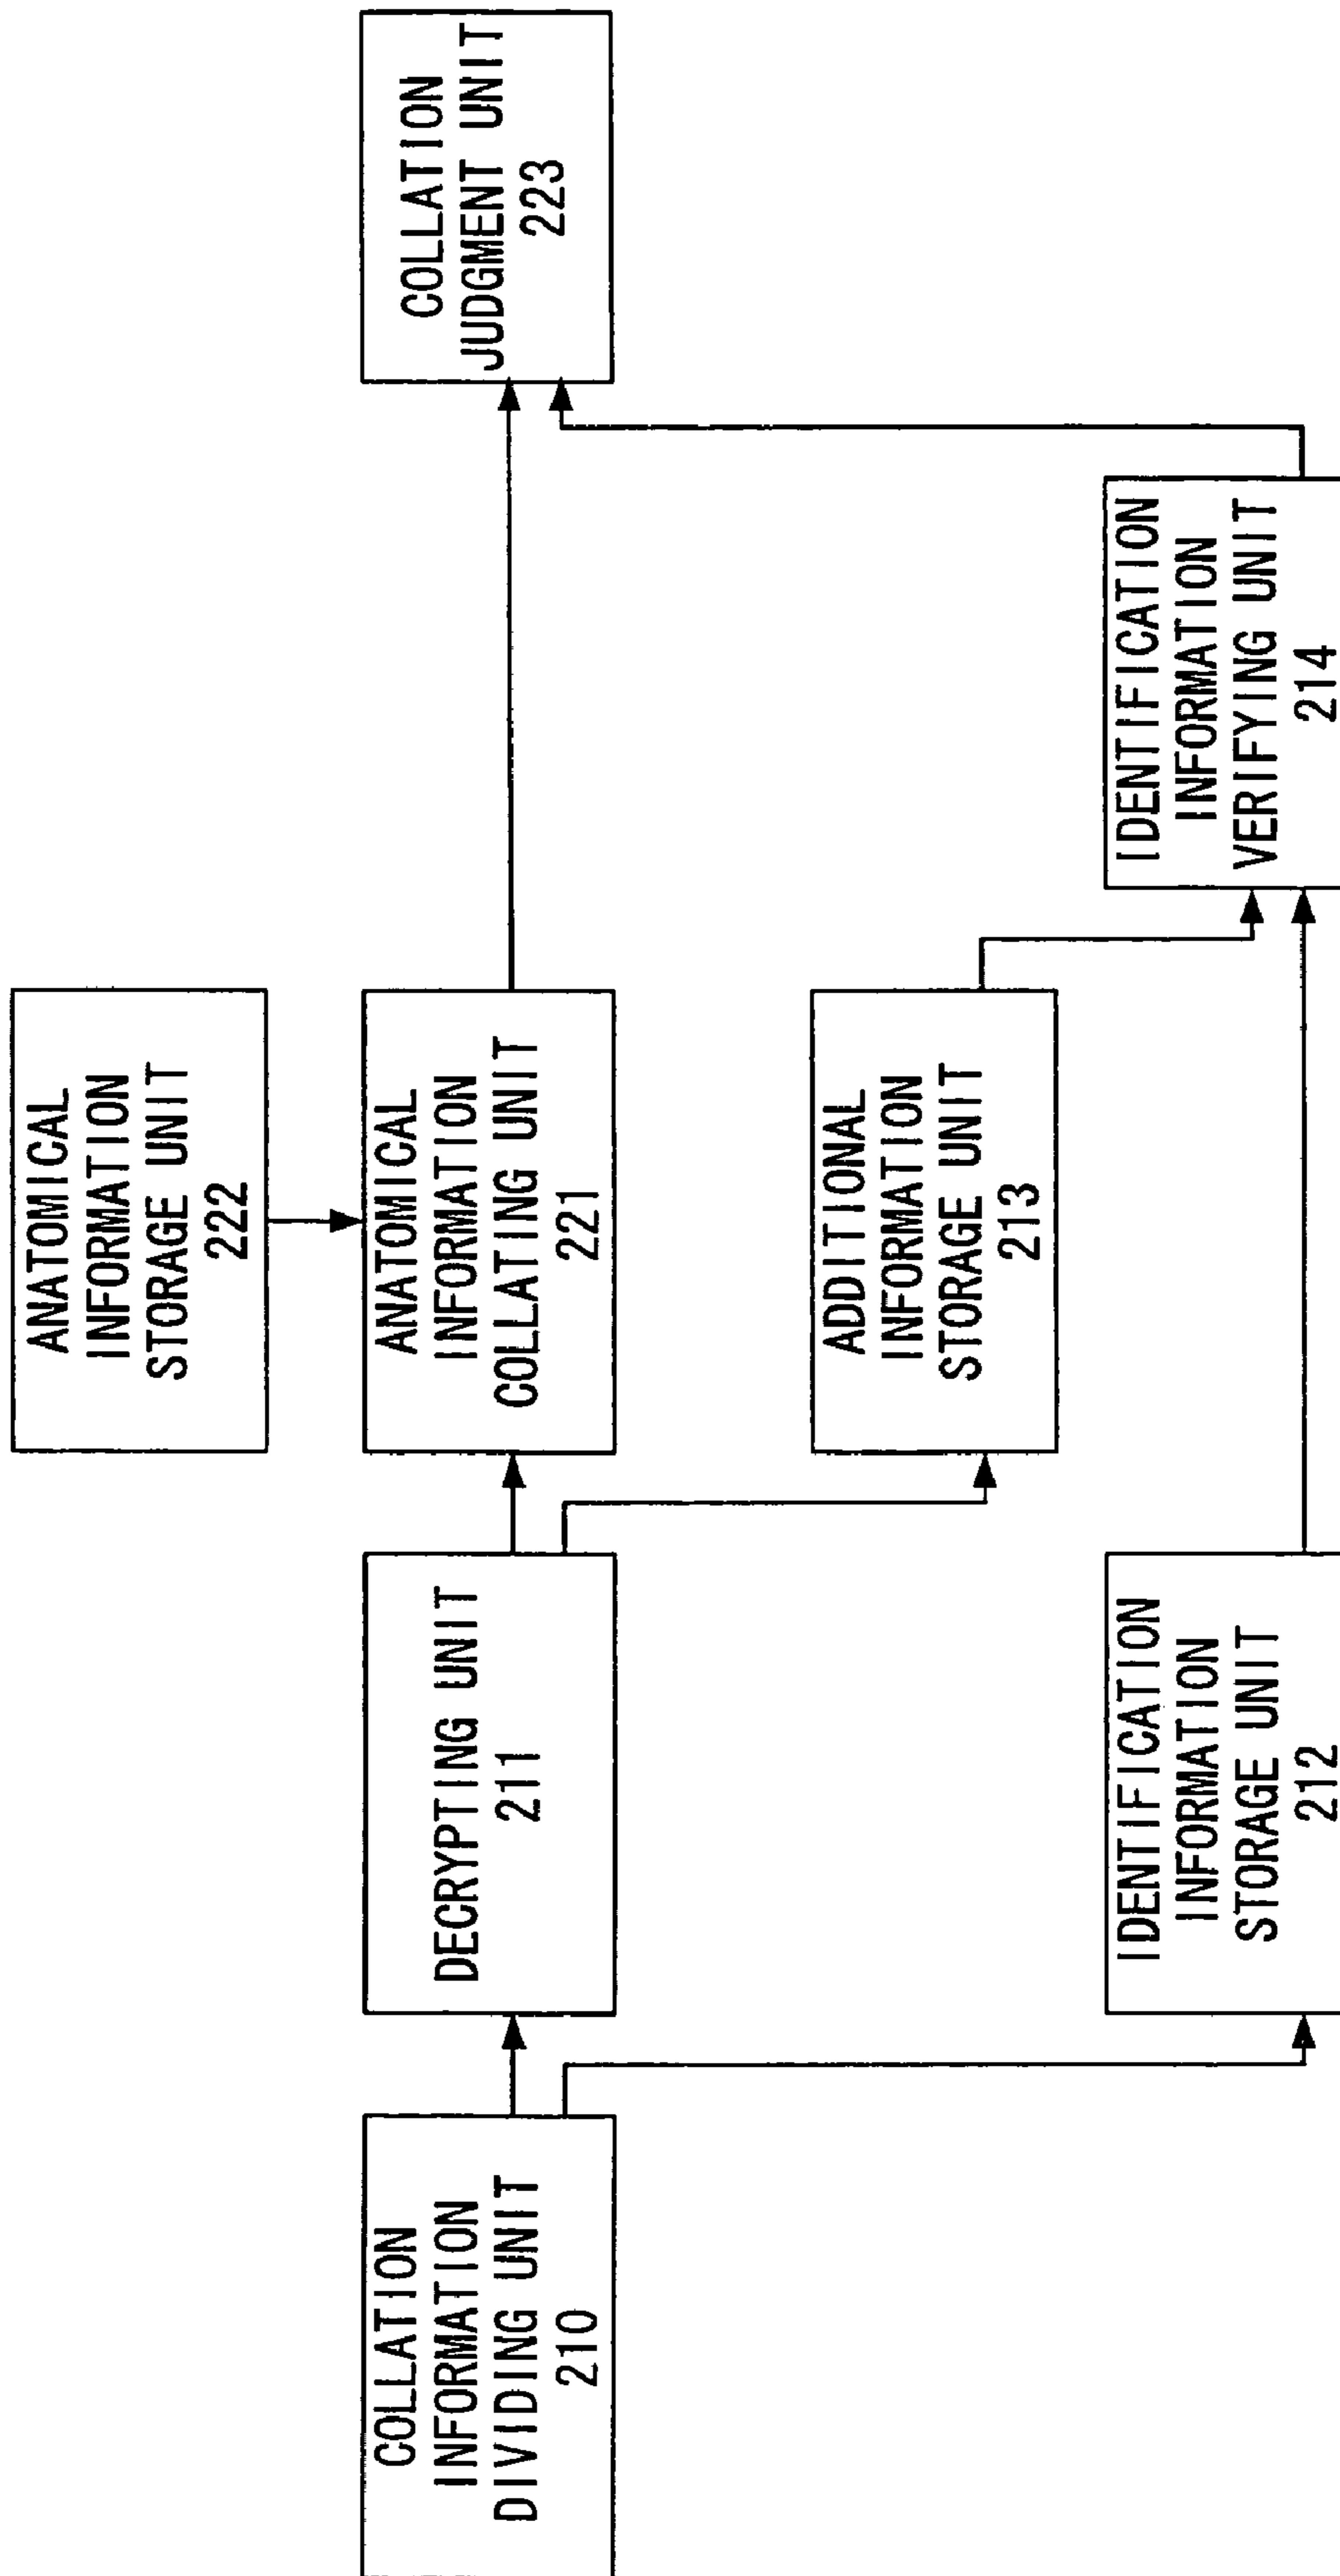 ANATOMICAL
INFORMATION
STORAGE UNIT
222
COLLATION
INFORMATION
DIVIDING UNIT
210
DECRYPTING UNIT
211
ANATOMICAL
INFORMATION
COLLATING UNIT
221
COLLATION
JUDGMENT UNIT
223
ADDITIONAL
INFORMATION
STORAGE UNIT
213
IDENTIFICATION
INFORMATION
STORAGE UNIT
212
IDENTIFICATION
INFORMATION
VERIFYING UNIT
214